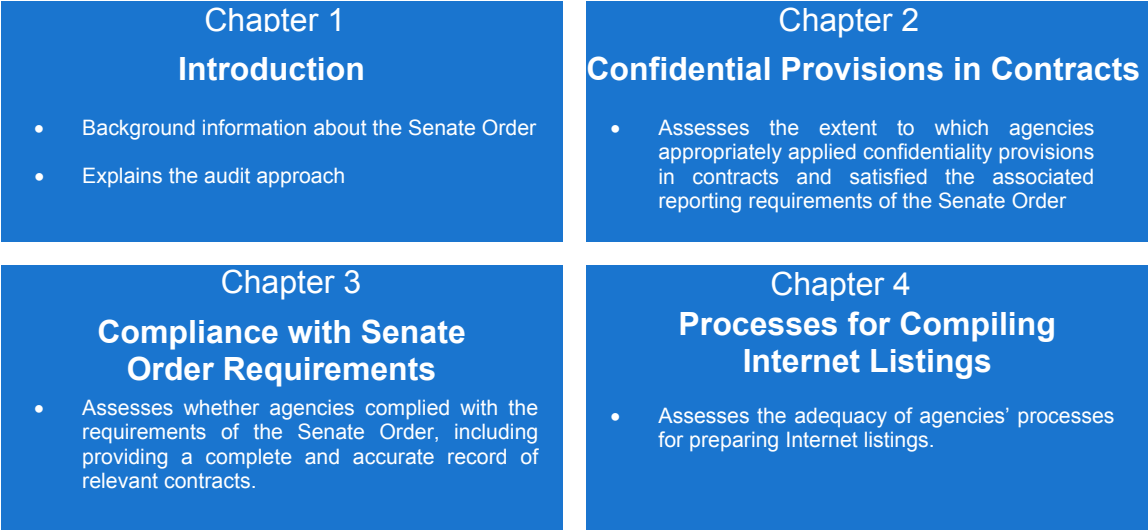 Chapter 1
Introduction
• Background information about the Senate Order
• Explains the audit approach
Chapter 2
Confidential Provisions in Contracts
• Assesses the extent to which agencies
appropriately applied confidentiality provisions
in contracts and satisfied the associated
reporting requirements of the Senate Order
Chapter 3
Compliance with Senate
Order Requirements
• Assesses whether agencies complied with the
requirements of the Senate Order, including
providing a complete and accurate record of
relevant contracts.
Chapter 4
Processes for Compiling
Internet Listings
• Assesses the adequacy of agencies’ processes
for preparing Internet listings.